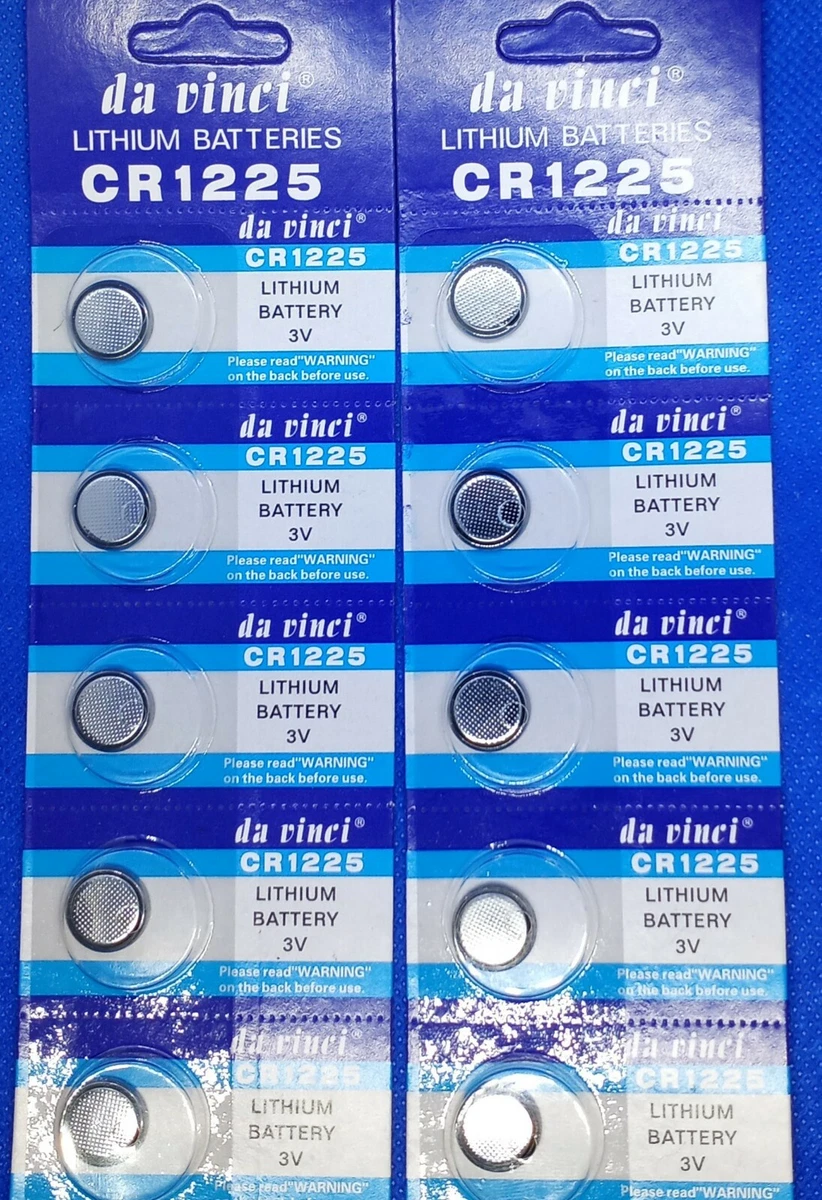 da vinci®
LITHIUM BATTERIES
CR1225
da vinci®
CR1225
LITHIUM
BATTERY
3V
Please read"WARNING"
on the back before use.
da vinci®
CR1225
LITHIUM
BATTERY
3V
Please read"WARNING"
on the back before use.
da vinci®
CR1225
LITHIUM
BATTERY
3V
Please read"WARNING"
on the back before use.
da vinci®
CR1225
LITHIUM
BATTERY
3V
Please read"WARNING"
on the back before use.
da vinci®
CR1225
LITHIUM
BATTERY
3V
Please read"WARNING"
da vinci®
LITHIUM BATTERIES
CR1225
da vinci
CR1225
LITHIUM
BATTERY
3V
Please read"WARNING"
on the back before use.
da vinci®
CR1225
LITHIUM
BATTERY
3V
Please read"WARNING"
on the back before use.
da vinci®
CR1225
LITHIUM
BATTERY
3V
Please read"WARNING"
on the back before use.
da vinci®
CR1225
LITHIUM
BATTERY
3V
Please read"WARNING"
on the back before use.
da vinci®
CR1225
LITHIUM
BATTERY
3V
Please read"WARNING"